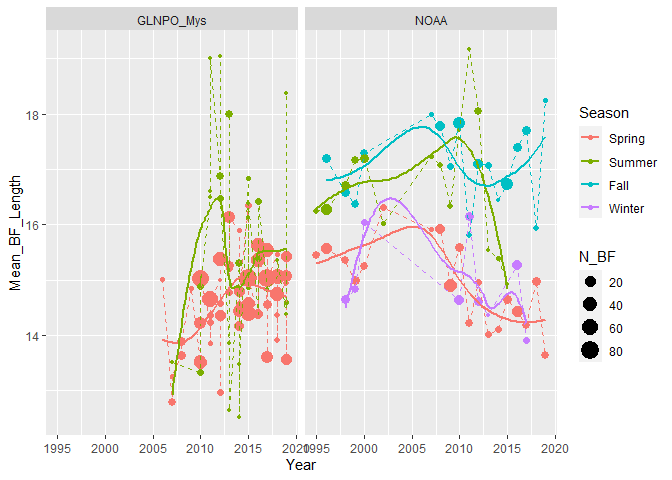 GLNPO_Mys NOAA
18
16
14
Mean_BF_Length
1995 2000 2005 2010 2015 2020 1995 2000 2005 2010 2015 2020
Year
Season
Spring
Summer
Fall
Winter
N_BF
20
40
60
80